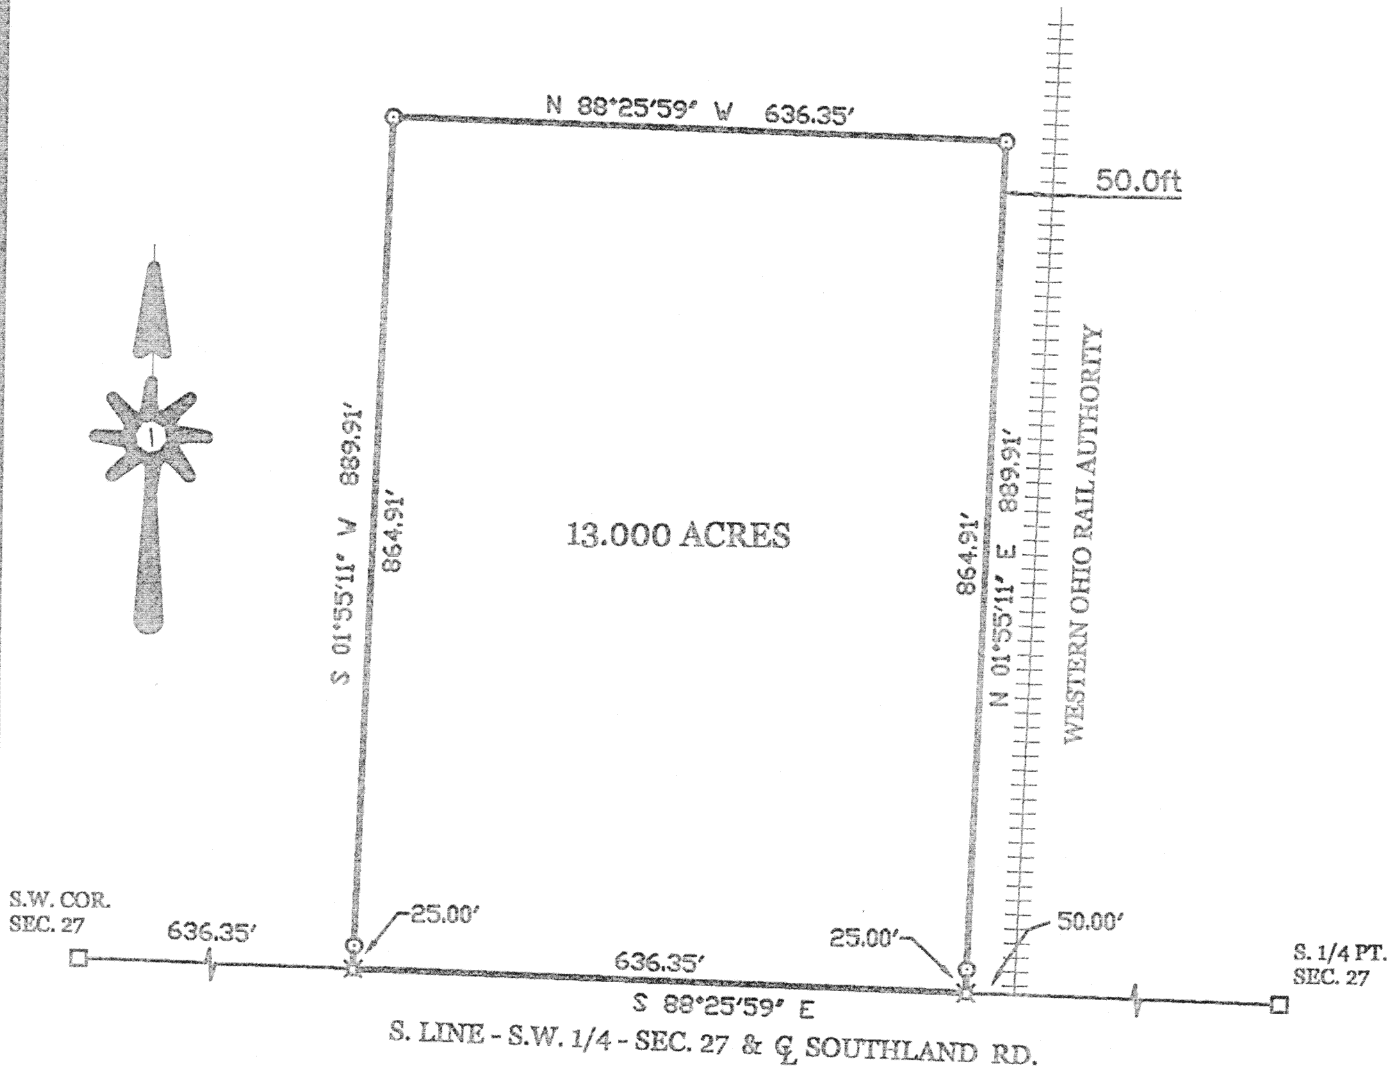 N 88°25'59" W 636.35'
50.0ft
S 01°55'11" W 889.91'
864.91'
13.000 ACRES
864.91'
N 01°55'11" E 889.91'
WESTERN OHIO RAIL AUTHORITY
S.W. COR.
SEC. 27
636.35'
25.00'
636.35'
25.00'
50.00'
S. 1/4 PT.
SEC. 27
S 88°25'59" E
S. LINE - S.W. 1/4 - SEC. 27 & ℄ SOUTHLAND RD.